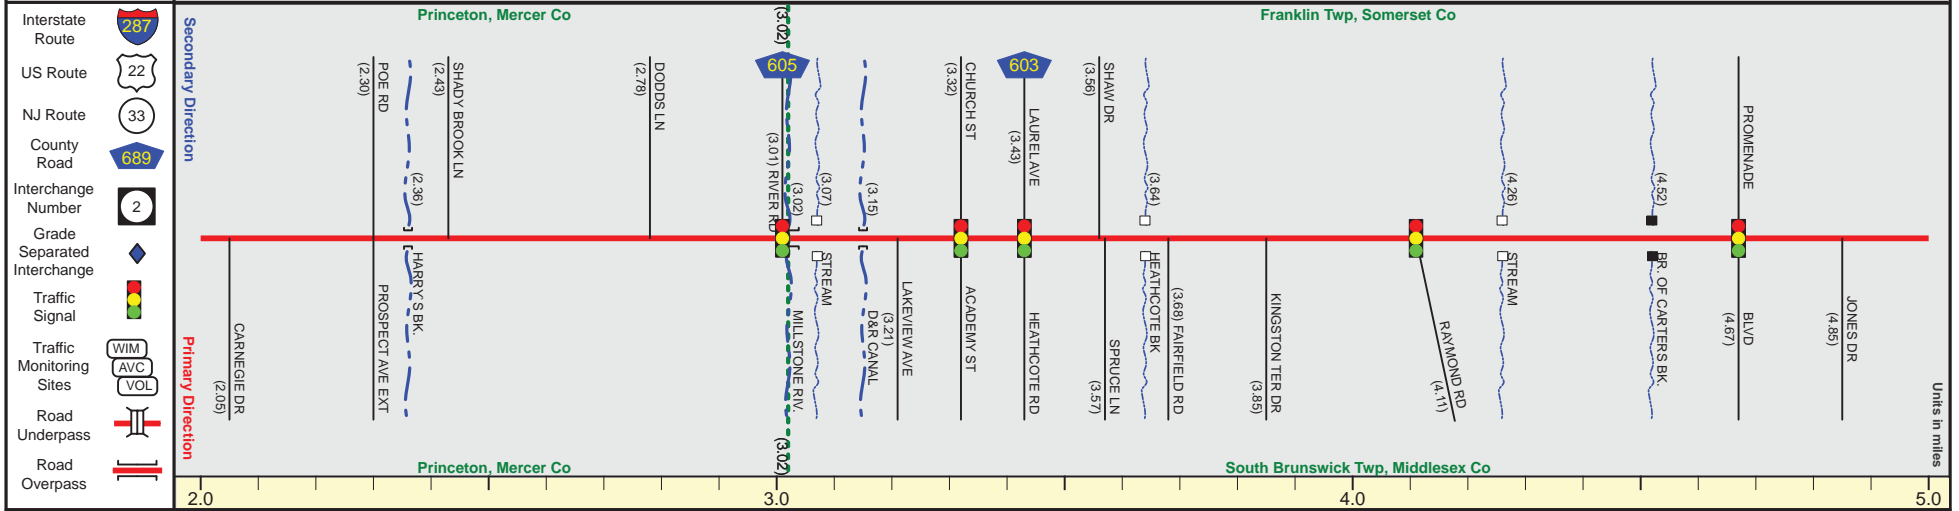 Interstate
Route
287
US Route
22
NJ Route
33
County
Road
689
Interchange
Number
2
Grade
Separated
Interchange
Traffic
Signal
Traffic
Monitoring
Sites
WIM
AVC
VOL
Road
Underpass
Road
Overpass
Secondary Direction
Primary Direction
Princeton, Mercer Co
(3.02)
Franklin Twp, Somerset Co
POE RD
(2.30)
(2.36)
SHADY BROOK LN
(2.43)
DODDS LN
(2.78)
605
(3.01) RIVER RD
(3.02)
(3.07)
(3.15)
CHURCH ST
(3.32)
603
LAUREL AVE
(3.43)
SHAW DR
(3.56)
(3.64)
(4.26)
(4.52)
PROMENADE
CARNEGIE DR
(2.05)
PROSPECT AVE EXT
HARRY'S BK.
MILLSTONE RIV.
STREAM
D&R CANAL
LAKEVIEW AVE
(3.21)
ACADEMY ST
HEATHCOTE RD
SPRUCE LN
(3.57)
HEATHCOTE BK
(3.68) FAIRFIELD RD
KINGSTON TER DR
(3.85)
RAYMOND RD
(4.11)
STREAM
BR. OF CARTERS BK.
BLVD
(4.67)
JONES DR
(4.85)
Units in miles
Princeton, Mercer Co
(3.02)
South Brunswick Twp, Middlesex Co
2.0
3.0
4.0
5.0